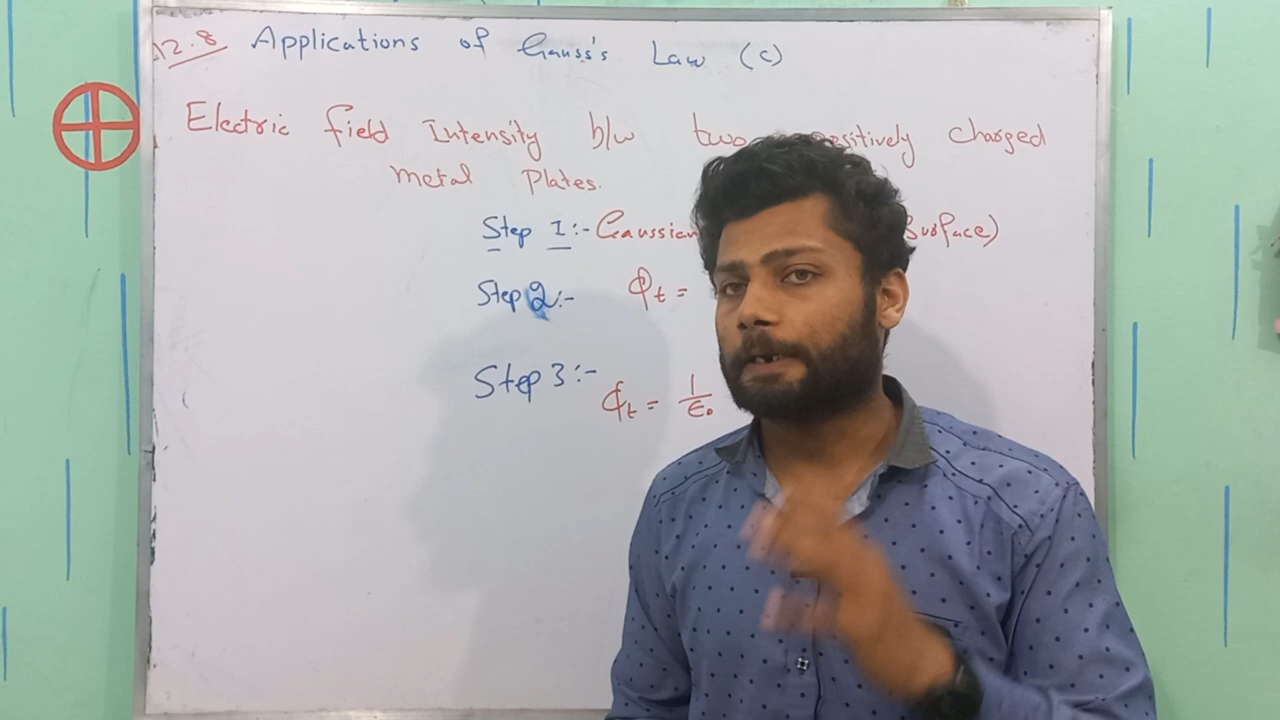 12.8 Applications of Gauss's Law (c)
Electric field Intensity b/w two positively charged
metal Plates.
Step I:- Gaussian Surface)
Step 2:- Φt =
Step 3:-
Φt = 1/ε₀